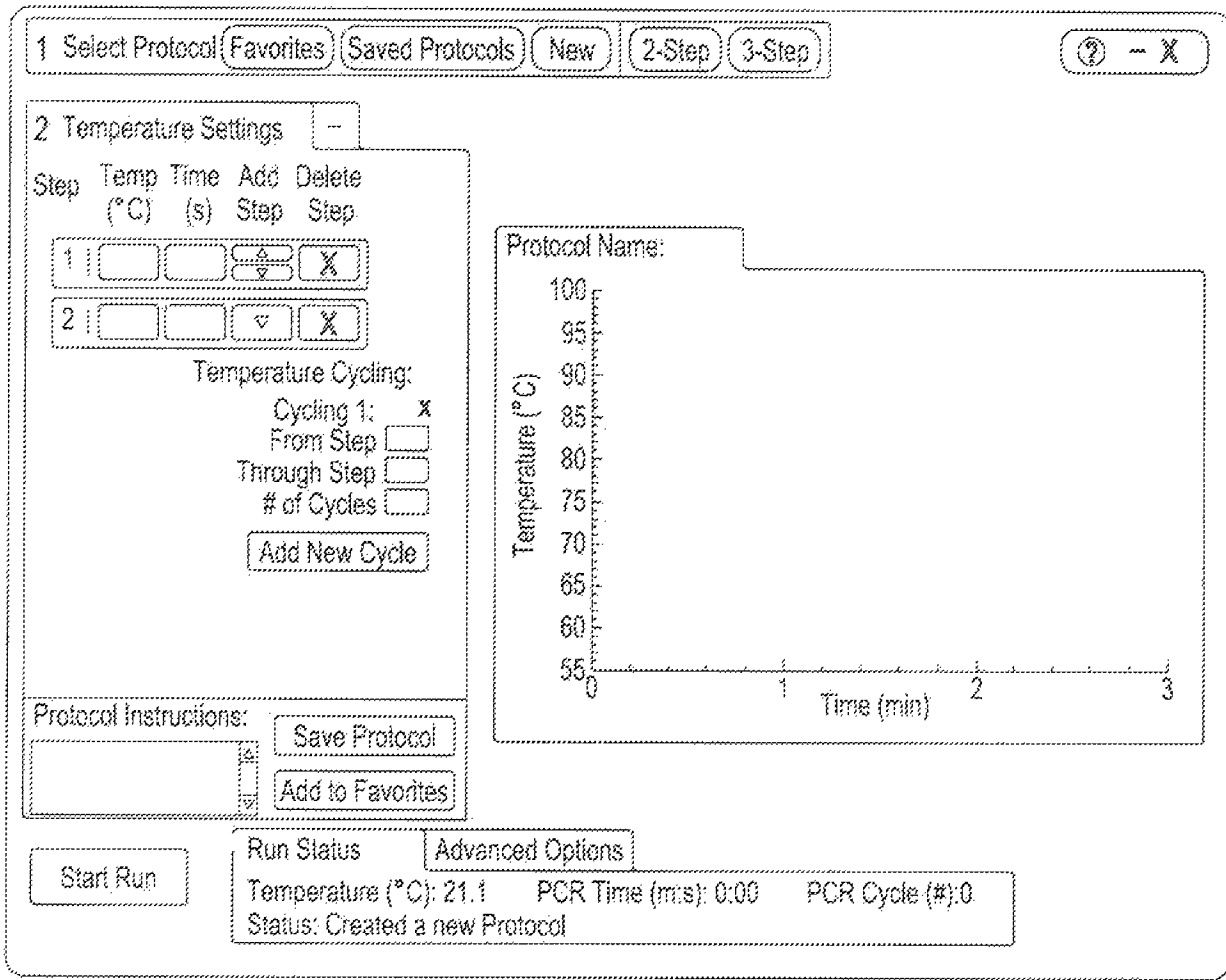 1 Select Protocol Favorites Saved Protocols New 2-Step 3-Step ? – X
2 Temperature Settings –
Step Temp (°C) Time (s) Add Step Delete Step
1 X
2 X
Temperature Cycling:
Cycling 1: X
From Step
Through Step
# of Cycles
Add New Cycle
Protocol Instructions:
Save Protocol
Add to Favorites
Protocol Name:
Temperature (°C)
100
95
90
85
80
75
70
65
60
55
0 1 2 3
Time (min)
Start Run
Run Status Advanced Options
Temperature (°C): 21.1 PCR Time (m:s): 0:00 PCR Cycle (#):0
Status: Created a new Protocol